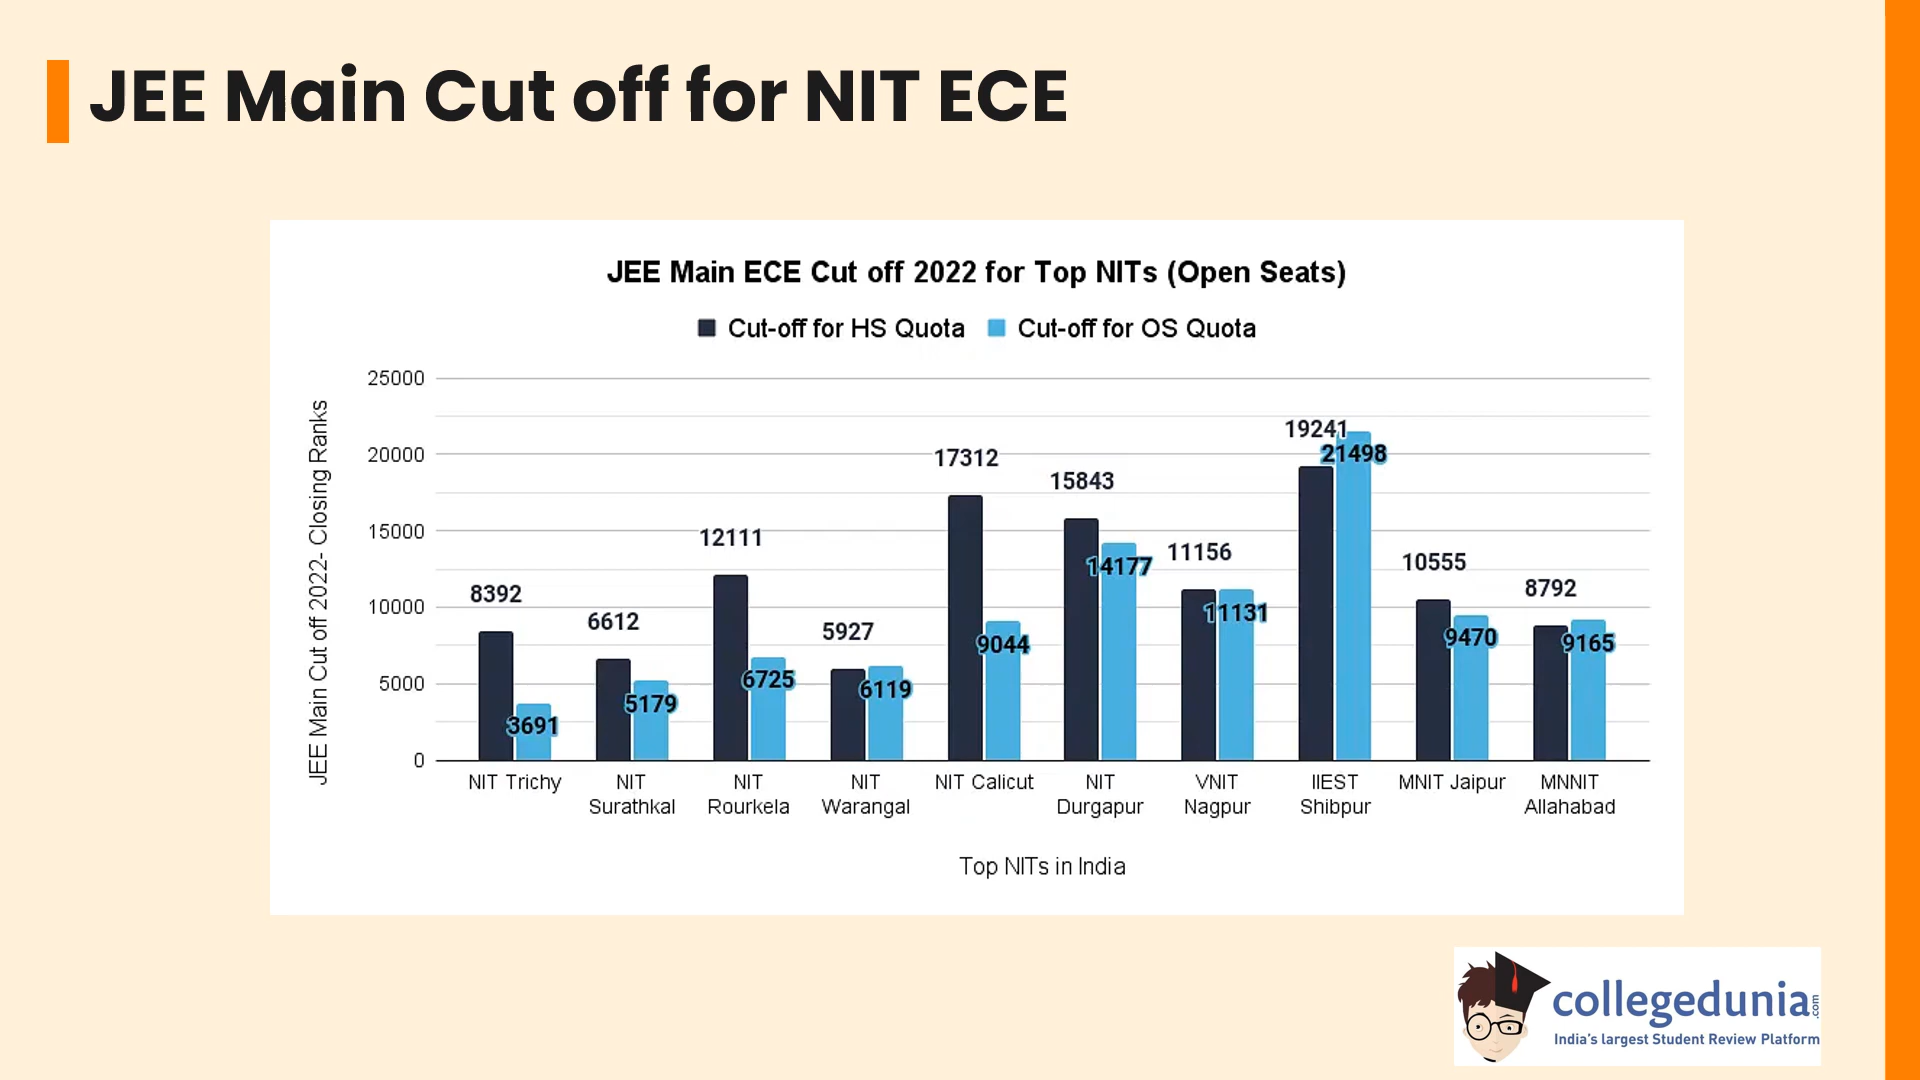 JEE Main Cut off for NIT ECE
JEE Main ECE Cut off 2022 for Top NITs (Open Seats)
Cut-off for HS Quota
Cut-off for OS Quota
JEE Main Cut off 2022- Closing Ranks
25000
20000
15000
10000
5000
0
8392
3691
6612
5179
12111
6725
5927
6119
17312
9044
15843
14177
11156
11131
19241
21498
10555
9470
8792
9165
NIT Trichy
NIT
Surathkal
NIT
Rourkela
NIT
Warangal
NIT Calicut
NIT
Durgapur
VNIT
Nagpur
IIEST
Shibpur
MNIT Jaipur
MNNIT
Allahabad
Top NITs in India
collegedunia
.com
India's largest Student Review Platform